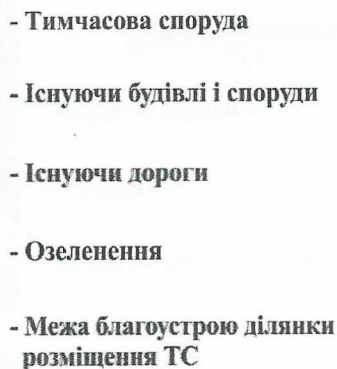 - Тимчасова споруда
- Існуючи будівлі і споруди
- Існуючи дороги
- Озеленення
- Межа благоустрою ділянки
розміщення ТС